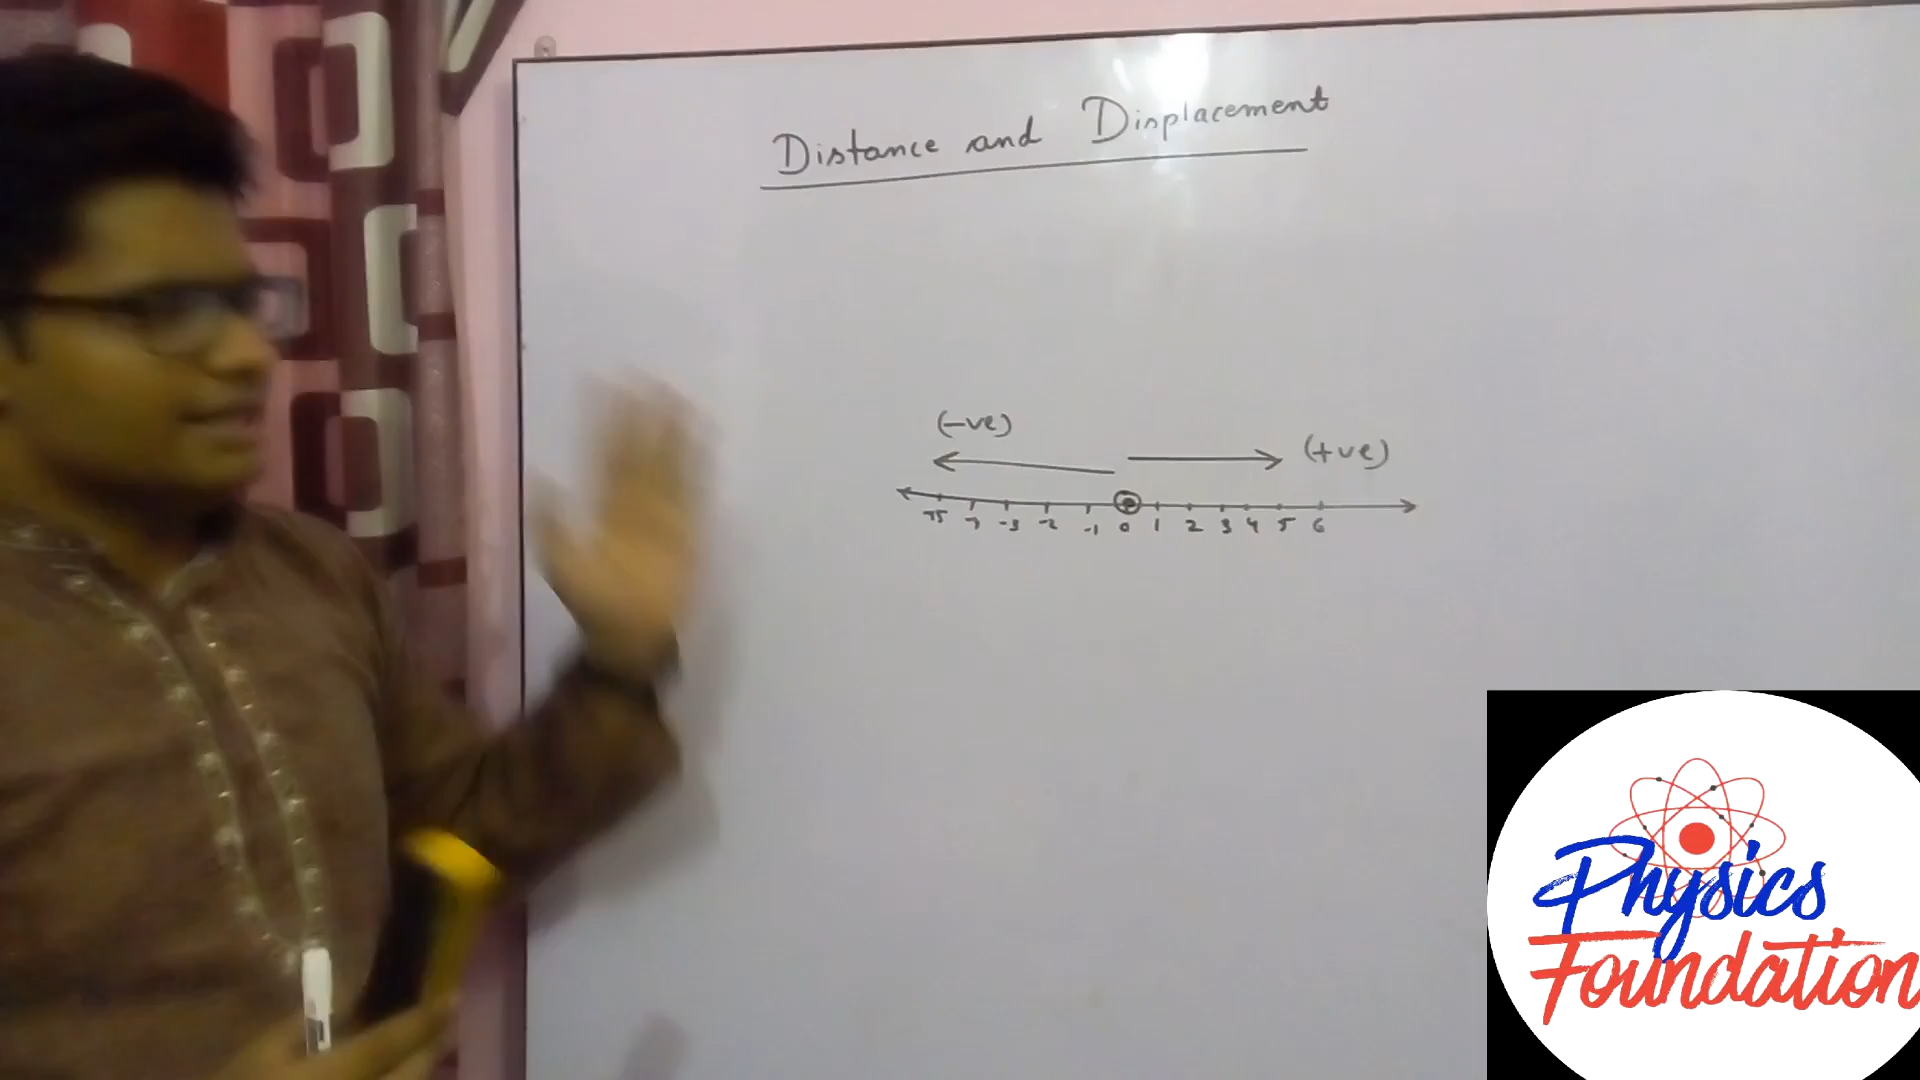 Distance and Displacement
(-ve) (+ve)
-3 -2 -1 0 1 2 3 4 5 6
Physics
Foundation